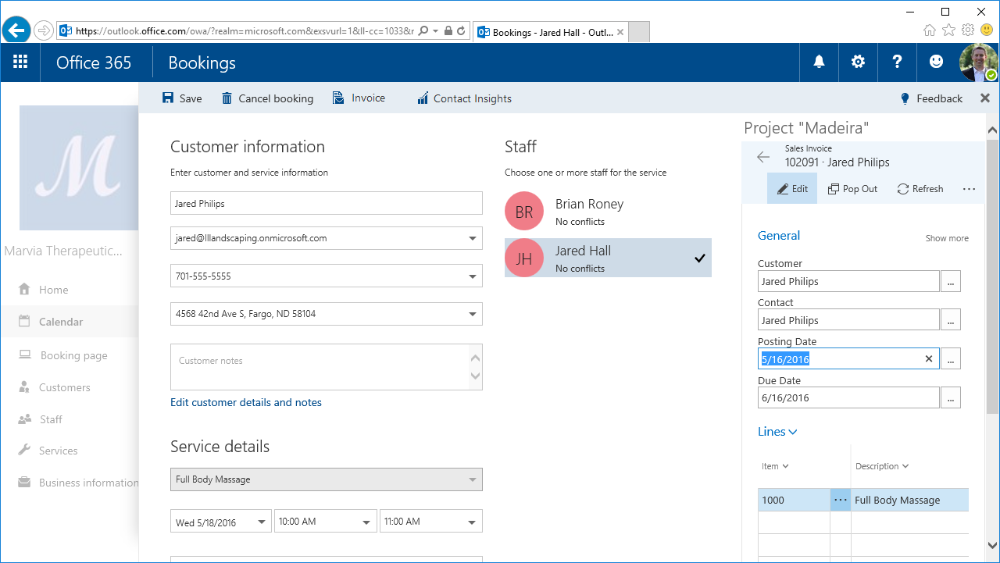 https://outlook.office.com/owa/?realm=microsoft.com&exsvurl=1&ll-cc=1033&r
Bookings - Jared Hall - Outl...
Office 365
Bookings
?
Save
Cancel booking
Invoice
Contact Insights
Feedback
M
Marvia Therapeutic...
Home
Calendar
Booking page
Customers
Staff
Services
Business information
Customer information
Enter customer and service information
Jared Philips
jared@lllandscaping.onmicrosoft.com
701-555-5555
4568 42nd Ave S, Fargo, ND 58104
Customer notes
Edit customer details and notes
Service details
Full Body Massage
Wed 5/18/2016
10:00 AM
11:00 AM
Staff
Choose one or more staff for the service
BR
Brian Roney
No conflicts
JH
Jared Hall
No conflicts
Project "Madeira"
Sales Invoice
102091 · Jared Philips
Edit
Pop Out
Refresh
...
General
Show more
Customer
Jared Philips
...
Contact
Jared Philips
...
Posting Date
5/16/2016
...
Due Date
6/16/2016
...
Lines
Item
Description
1000
...
Full Body Massage